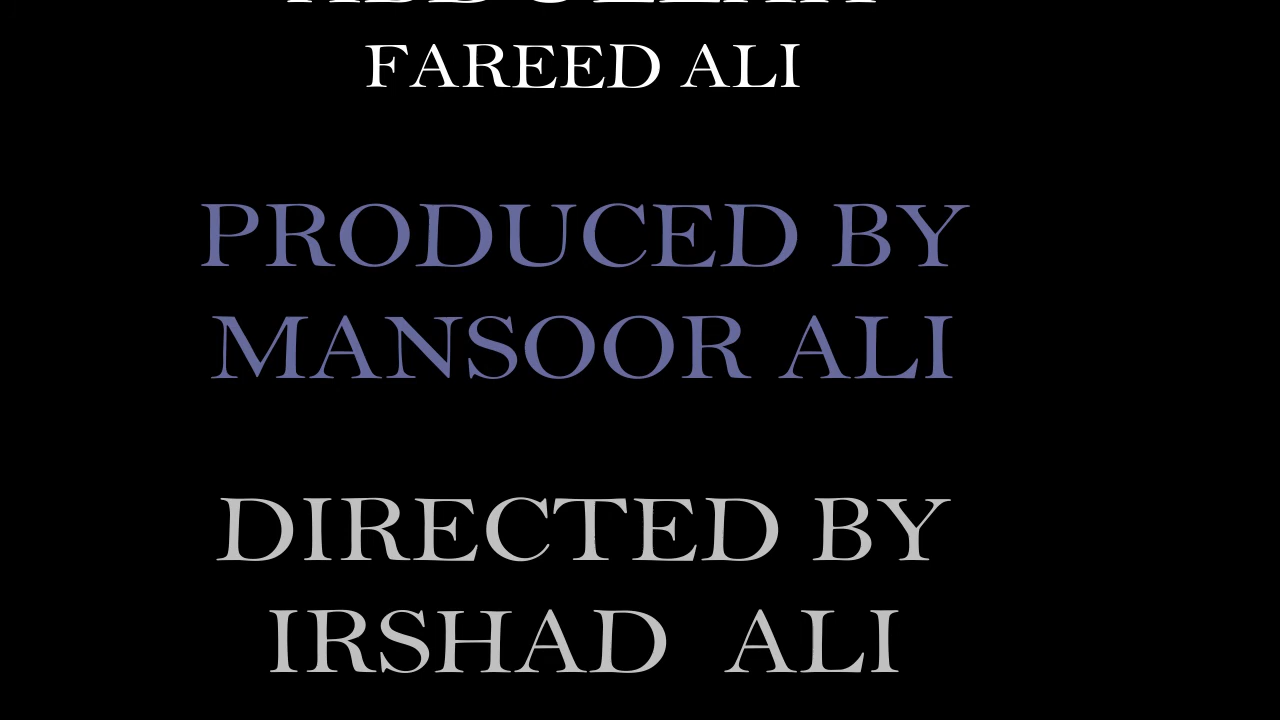 FAREED ALI
PRODUCED BY
MANSOOR ALI
DIRECTED BY
IRSHAD ALI